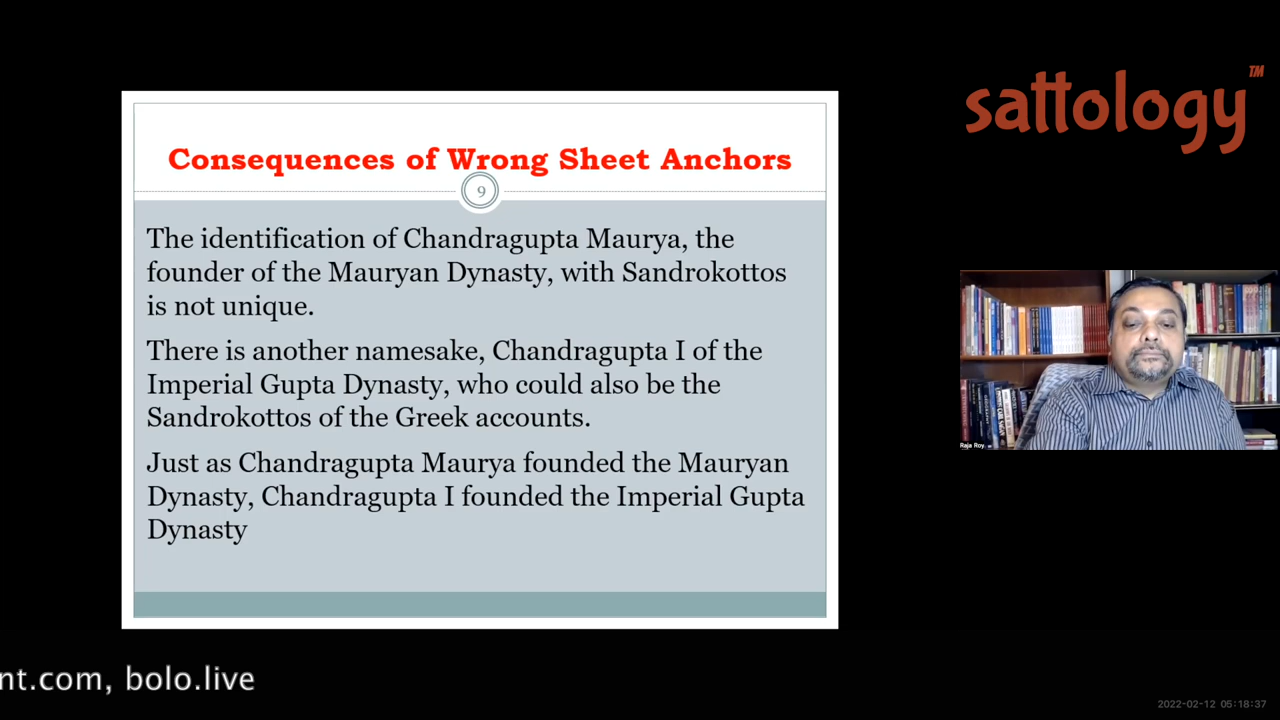 sattology TM
Consequences of Wrong Sheet Anchors
9
The identification of Chandragupta Maurya, the
founder of the Mauryan Dynasty, with Sandrokottos
is not unique.
There is another namesake, Chandragupta I of the
Imperial Gupta Dynasty, who could also be the
Sandrokottos of the Greek accounts.
Just as Chandragupta Maurya founded the Mauryan
Dynasty, Chandragupta I founded the Imperial Gupta
Dynasty
Raja Roy
nt.com, bolo.live
2022-02-12 05:18:37